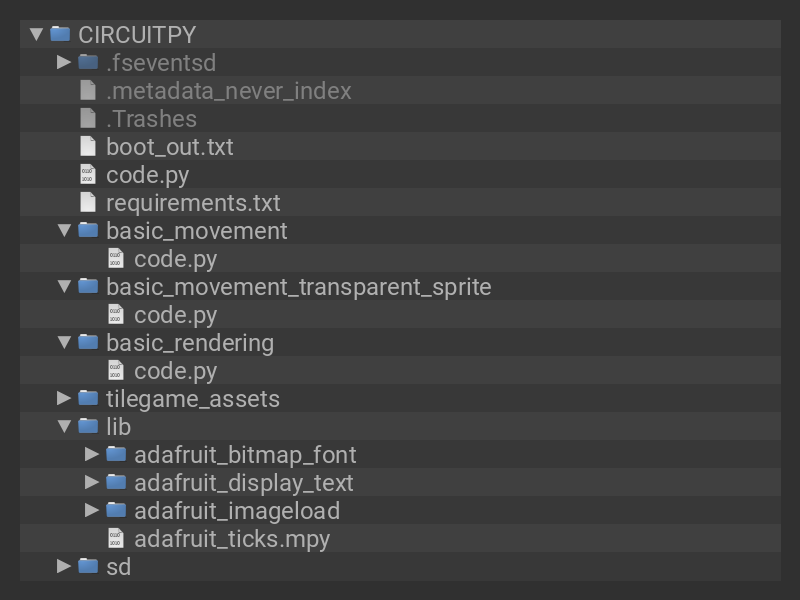 CIRCUITPY
.fseventsd
.metadata_never_index
.Trashes
boot_out.txt
code.py
requirements.txt
basic_movement
code.py
basic_movement_transparent_sprite
code.py
basic_rendering
code.py
tilegame_assets
lib
adafruit_bitmap_font
adafruit_display_text
adafruit_imageload
adafruit_ticks.mpy
sd